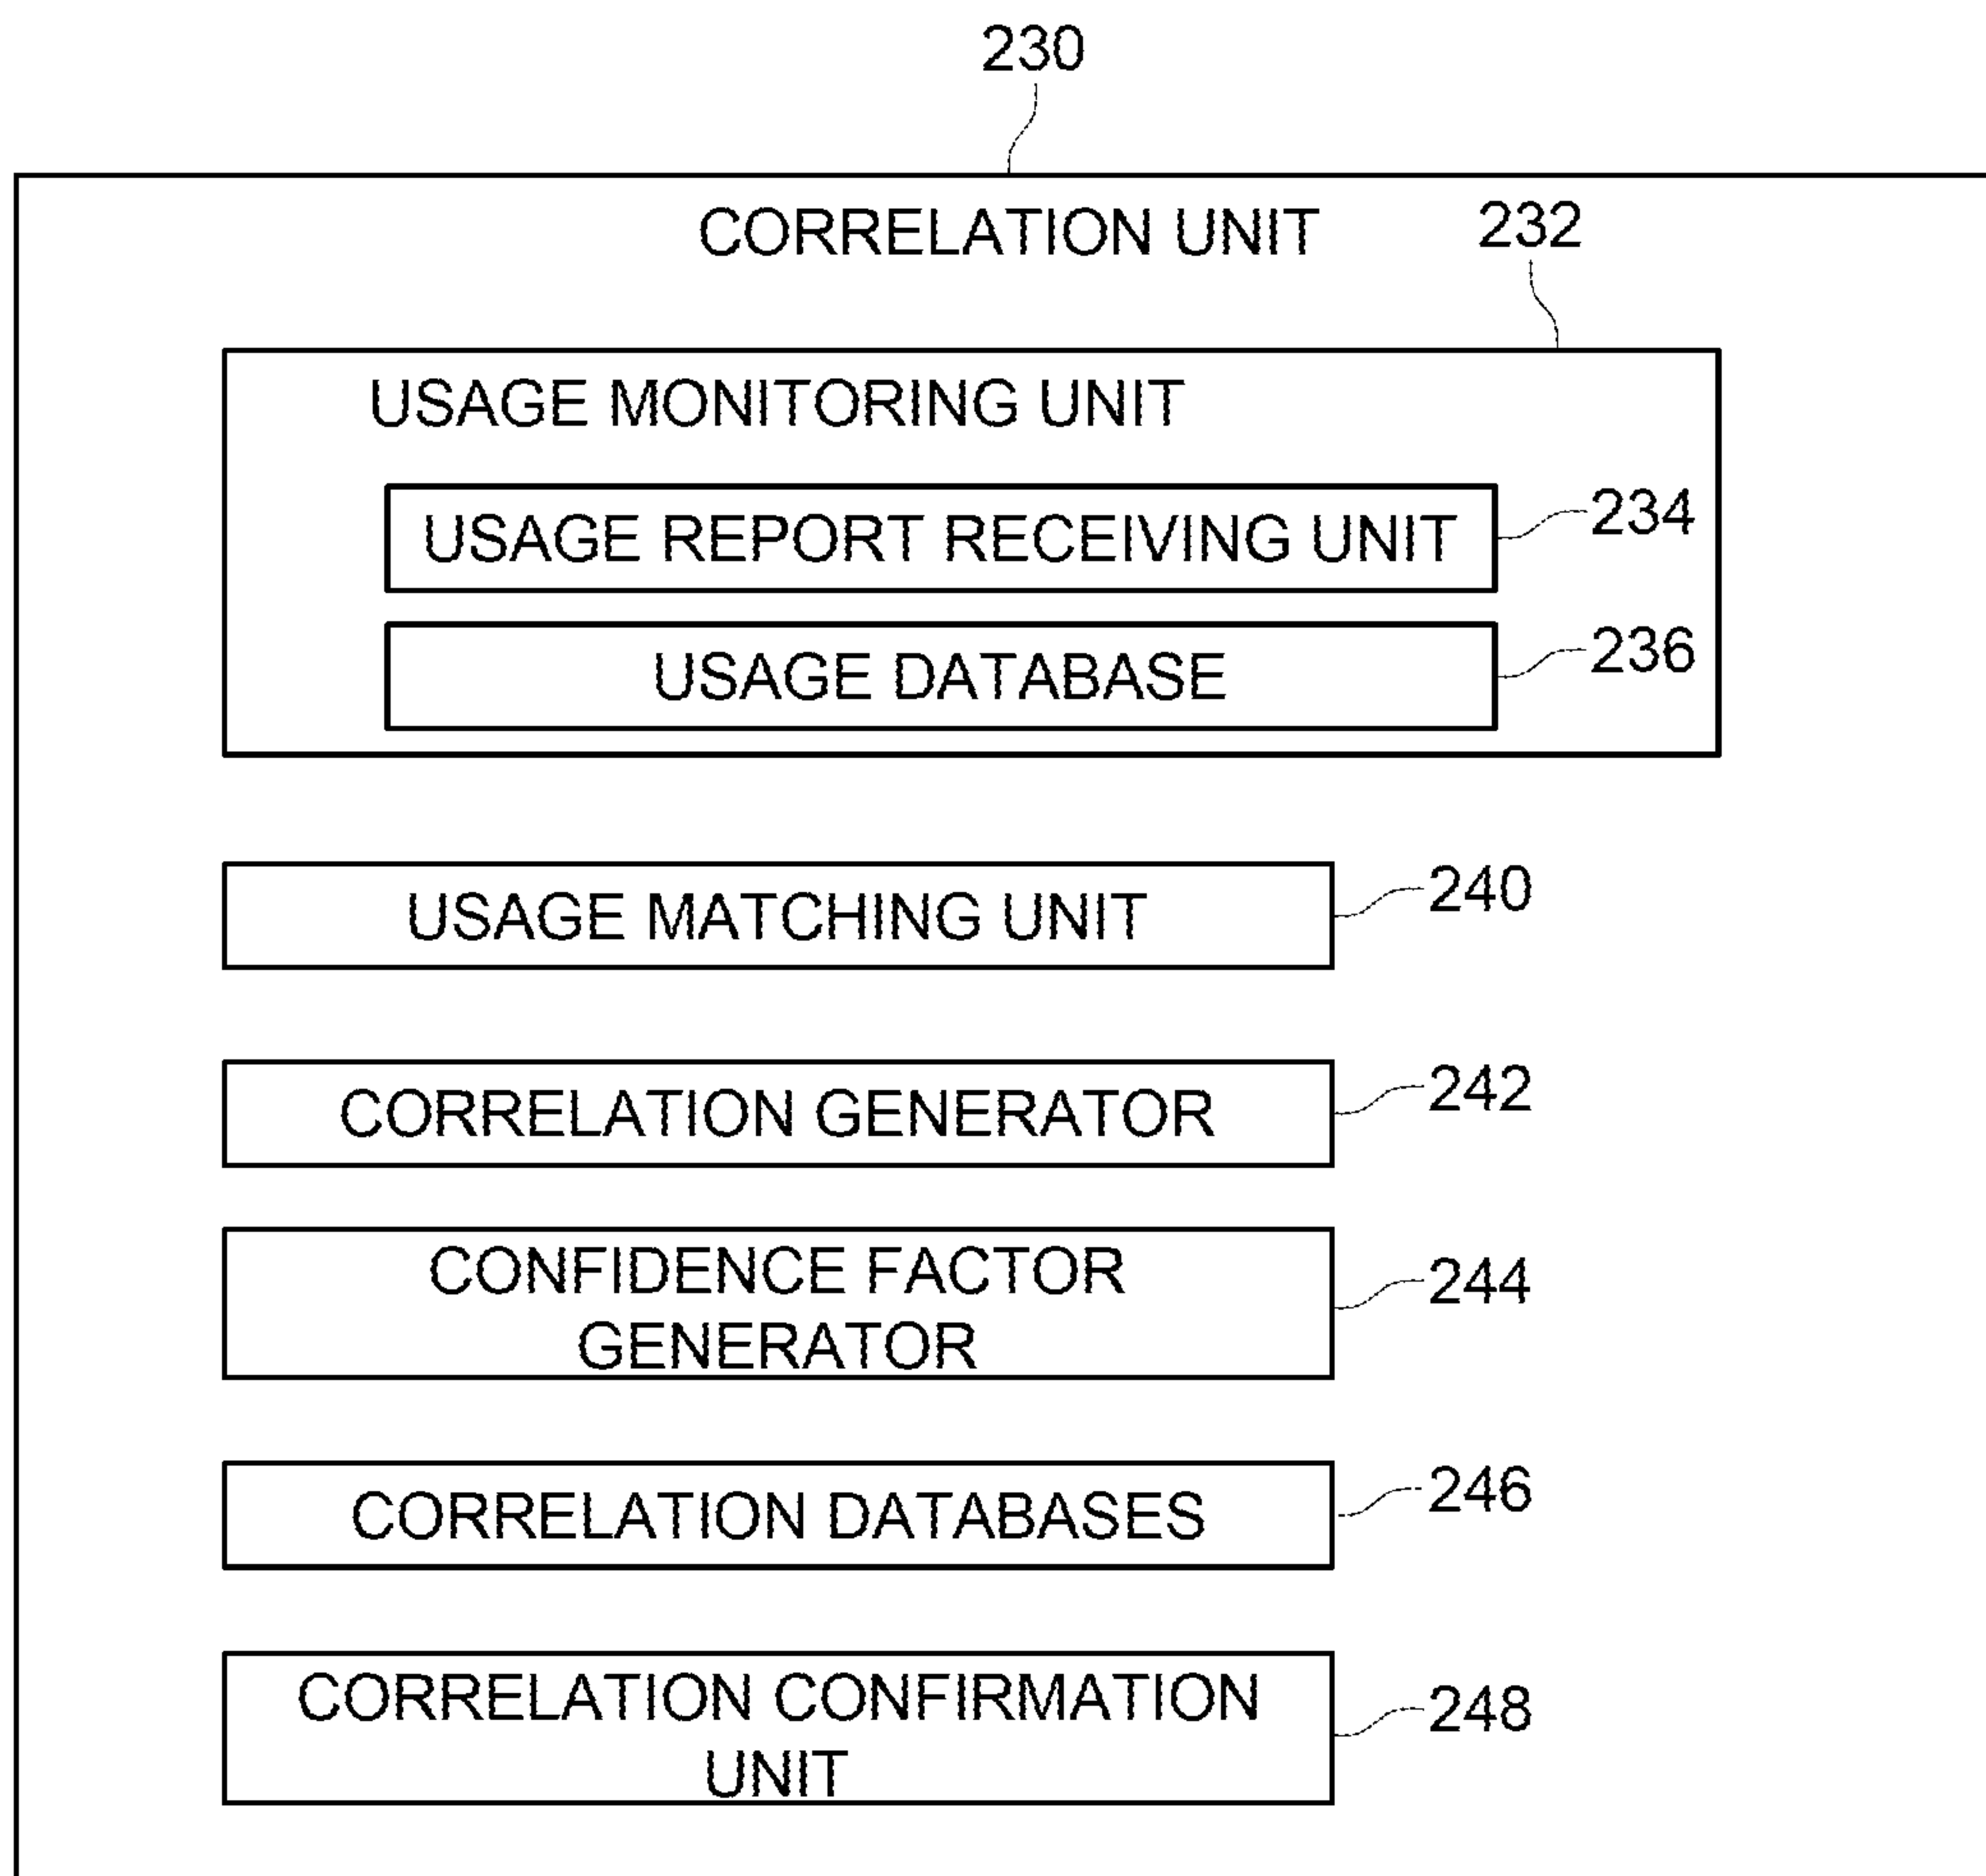 230
CORRELATION UNIT
232
USAGE MONITORING UNIT
USAGE REPORT RECEIVING UNIT
234
USAGE DATABASE
236
USAGE MATCHING UNIT
240
CORRELATION GENERATOR
242
CONFIDENCE FACTOR
GENERATOR
244
CORRELATION DATABASES
246
CORRELATION CONFIRMATION
UNIT
248